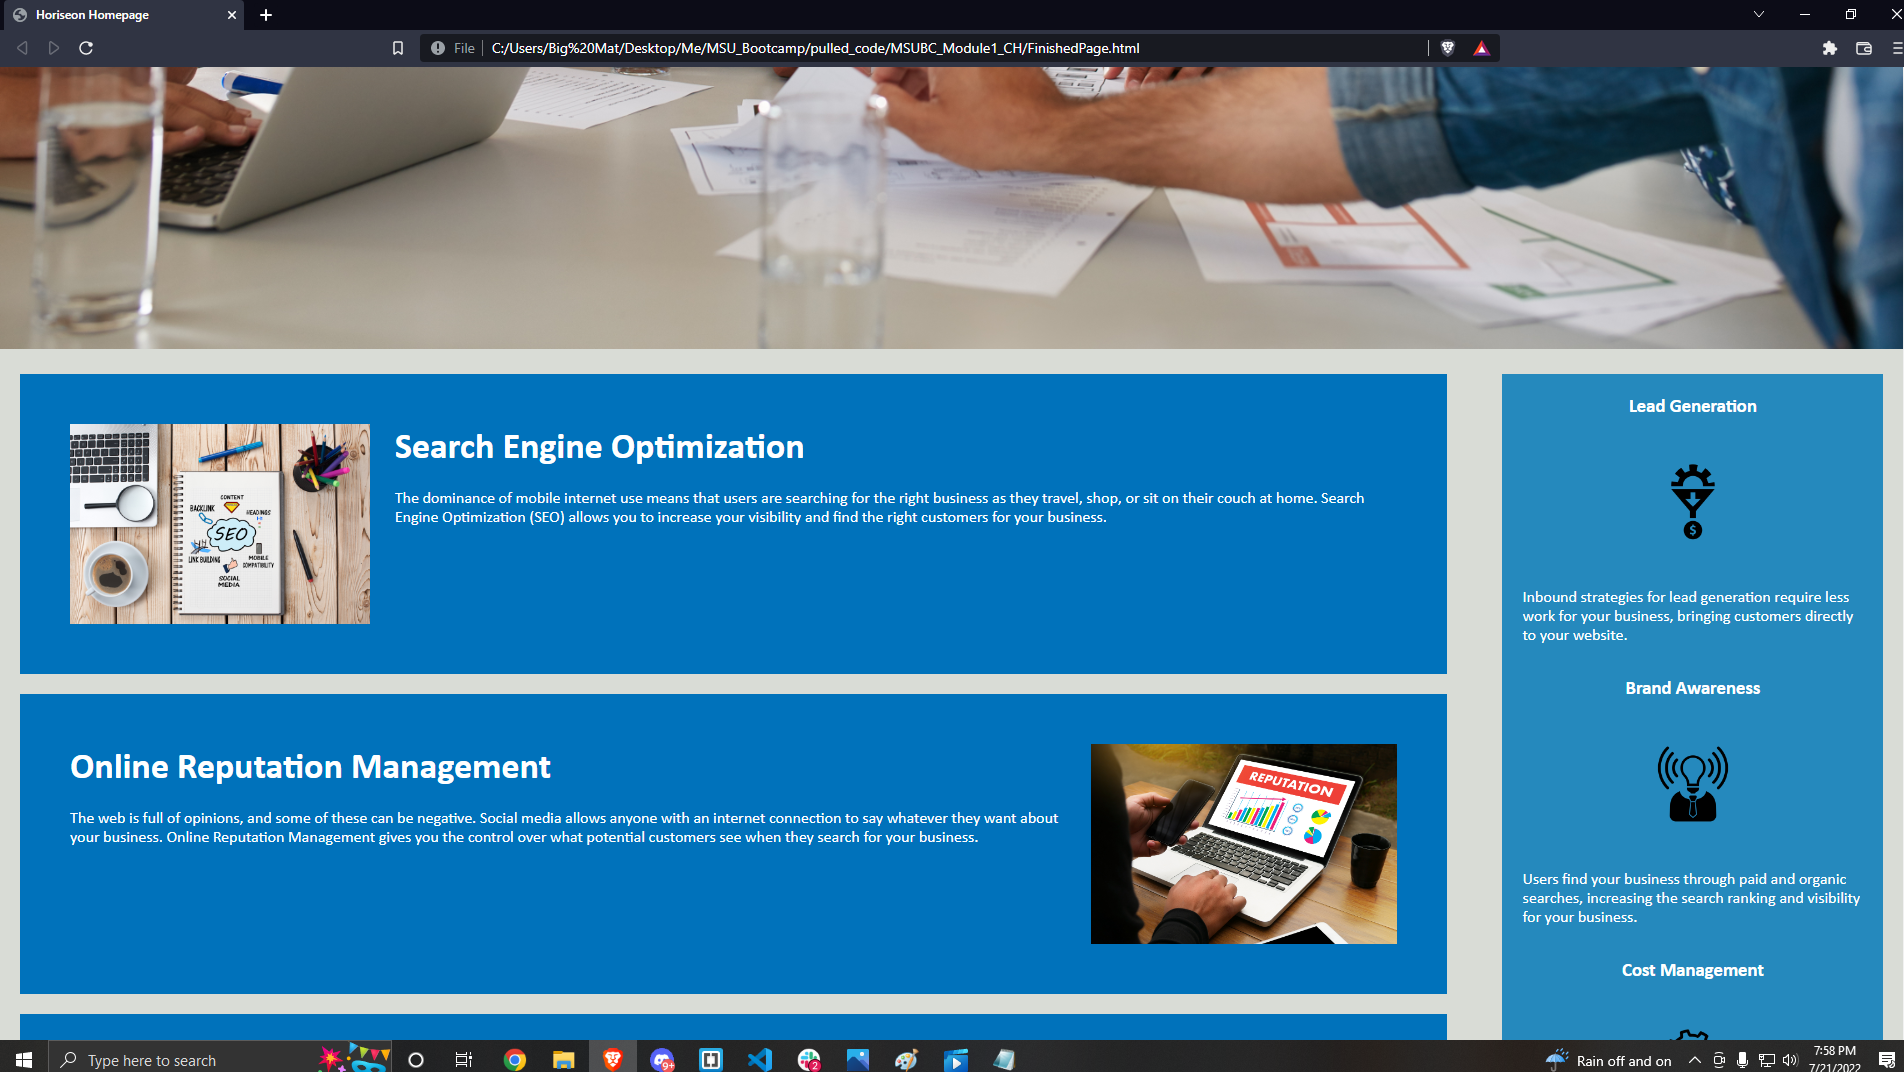 Horiseon Homepage
File
C:/Users/Big%20Mat/Desktop/Me/MSU_Bootcamp/pulled_code/MSUBC_Module1_CH/FinishedPage.html
Search Engine Optimization
The dominance of mobile internet use means that users are searching for the right business as they travel, shop, or sit on their couch at home. Search
Engine Optimization (SEO) allows you to increase your visibility and find the right customers for your business.
CONTENT
BACKLINK
HEADINGS
SEO
LINK BUILDING
MOBILE
COMPATIBILITY
SOCIAL
MEDIA
Online Reputation Management
The web is full of opinions, and some of these can be negative. Social media allows anyone with an internet connection to say whatever they want about
your business. Online Reputation Management gives you the control over what potential customers see when they search for your business.
REPUTATION
Lead Generation
$
Inbound strategies for lead generation require less
work for your business, bringing customers directly
to your website.
Brand Awareness
Users find your business through paid and organic
searches, increasing the search ranking and visibility
for your business.
Cost Management
Type here to search
9+
2
Rain off and on
7:58 PM
7/21/2022